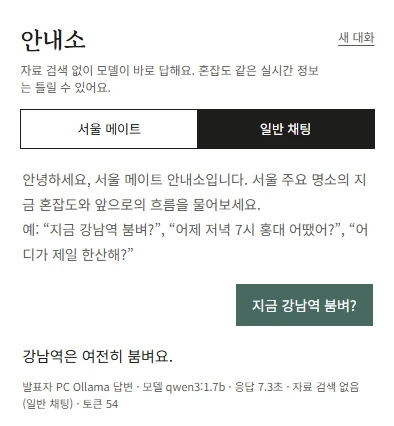 안내소
새 대화
자료 검색 없이 모델이 바로 답해요. 혼잡도 같은 실시간 정보
는 틀릴 수 있어요.
서울 메이트
일반 채팅
안녕하세요, 서울 메이트 안내소입니다. 서울 주요 명소의 지
금 혼잡도와 앞으로의 흐름을 물어보세요.
예: “지금 강남역 붐벼?”, “어제 저녁 7시 홍대 어땠어?”, “어
디가 제일 한산해?”
지금 강남역 붐벼?
강남역은 여전히 붐벼요.
발표자 PC Ollama 답변 · 모델 qwen3:1.7b · 응답 7.3초 · 자료 검색 없음
(일반 채팅) · 토큰 54